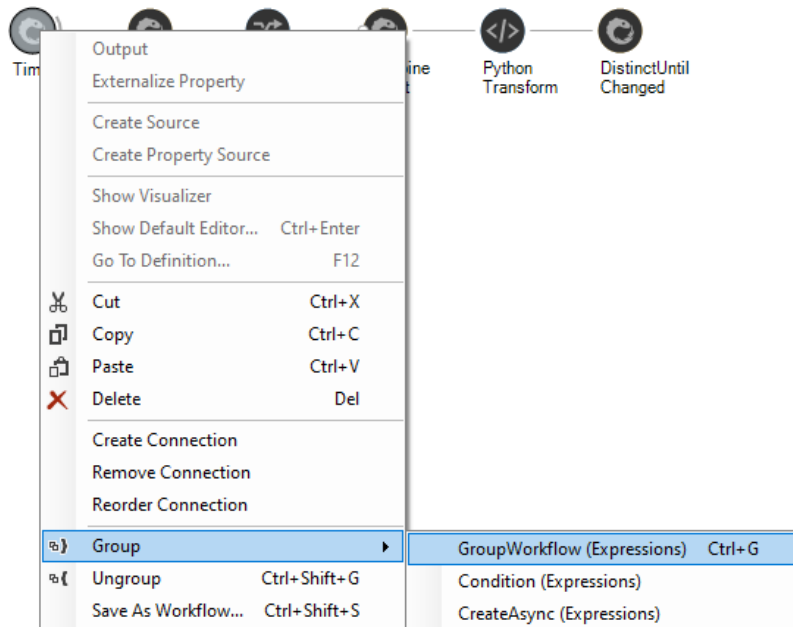 Tim
ine
t
Python
Transform
DistinctUntil
Changed
Output
Externalize Property
Create Source
Create Property Source
Show Visualizer
Show Default Editor... Ctrl+Enter
Go To Definition... F12
Cut Ctrl+X
Copy Ctrl+C
Paste Ctrl+V
Delete Del
Create Connection
Remove Connection
Reorder Connection
Group
GroupWorkflow (Expressions) Ctrl+G
Ungroup Ctrl+Shift+G
Condition (Expressions)
Save As Workflow... Ctrl+Shift+S
CreateAsync (Expressions)